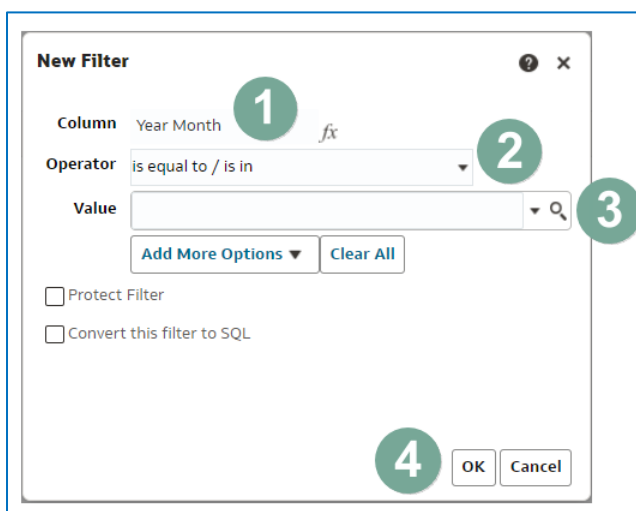 New Filter
1
Column Year Month fx
2
Operator is equal to / is in
Value
3
Add More Options Clear All
Protect Filter
Convert this filter to SQL
4
OK Cancel